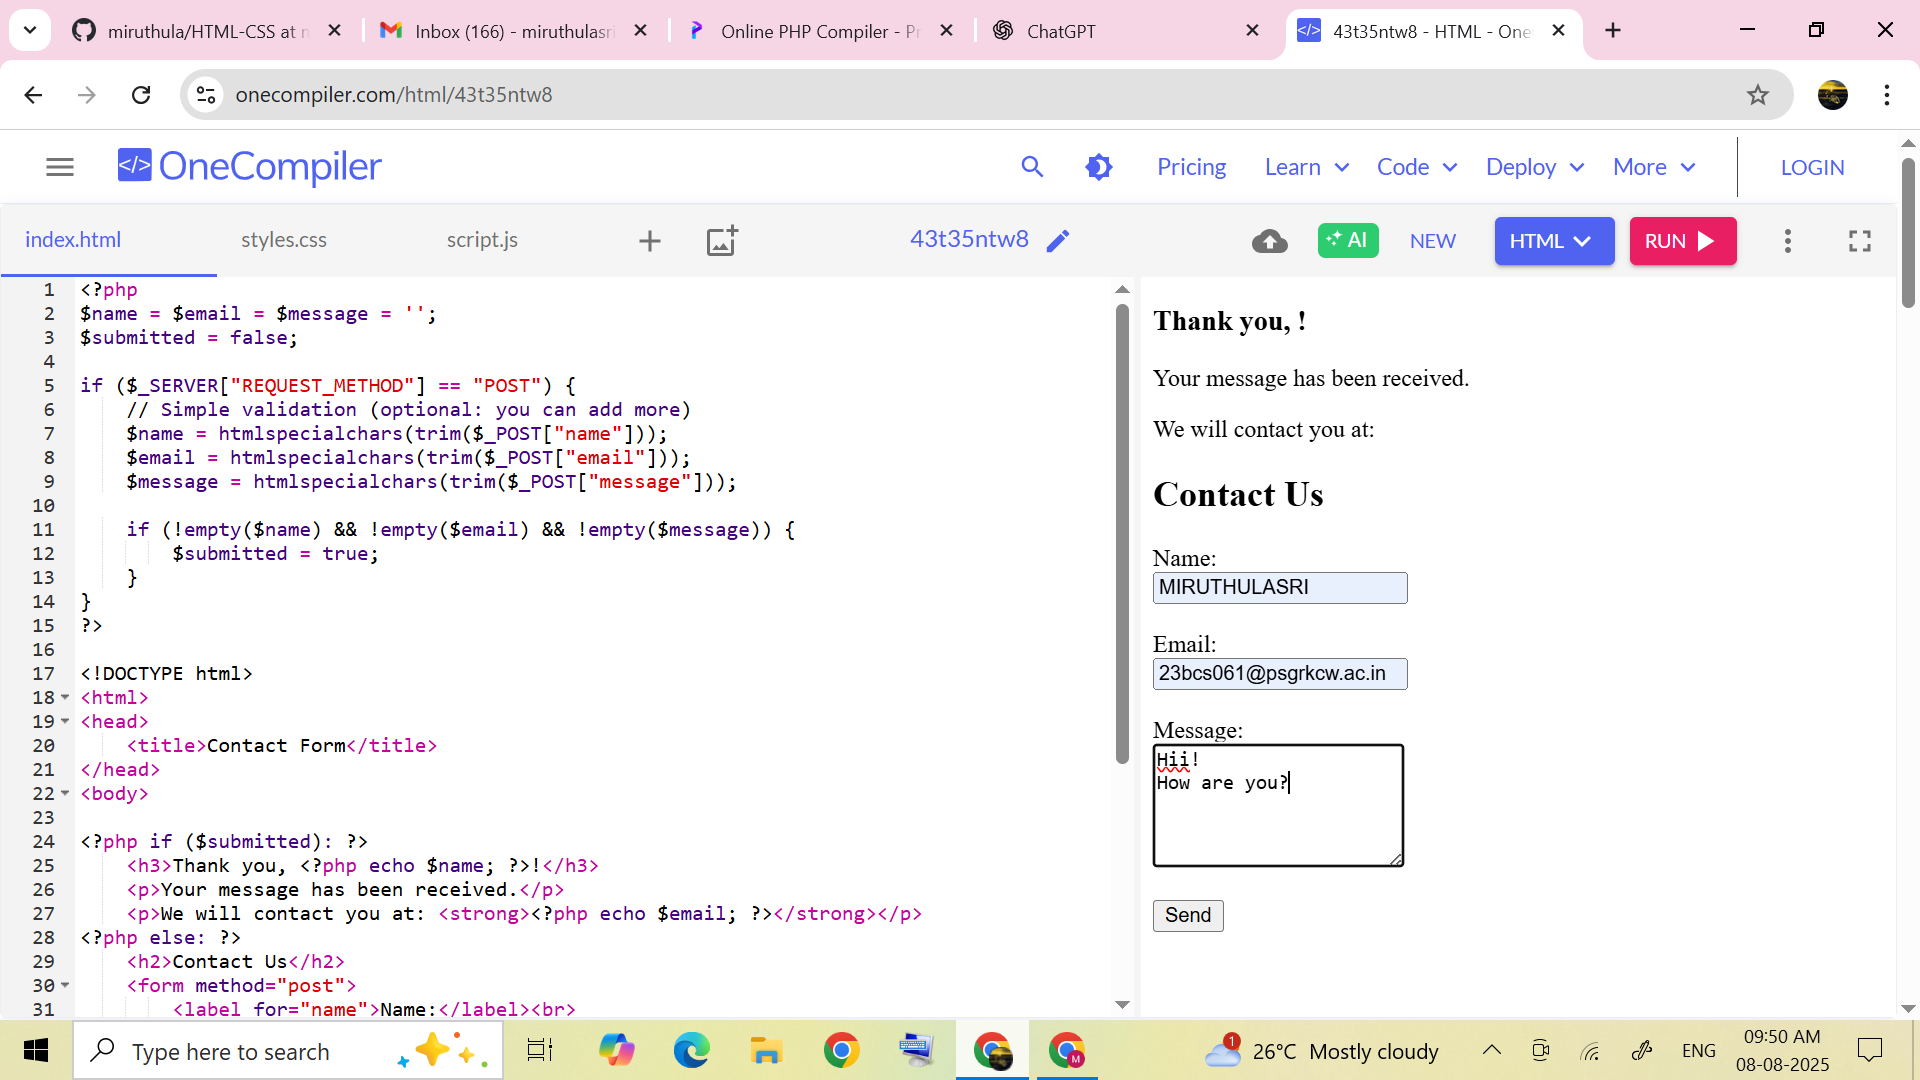 miruthula/HTML-CSS at m
Inbox (166) - miruthulasri
Online PHP Compiler - Pr
ChatGPT
43t35ntw8 - HTML - One
onecompiler.com/html/43t35ntw8
</> OneCompiler
Pricing
Learn
Code
Deploy
More
LOGIN
index.html
styles.css
script.js
43t35ntw8
AI
NEW
HTML
RUN
1 <?php
2 $name = $email = $message = '';
3 $submitted = false;
4
5 if ($_SERVER["REQUEST_METHOD"] == "POST") {
6 // Simple validation (optional: you can add more)
7 $name = htmlspecialchars(trim($_POST["name"]));
8 $email = htmlspecialchars(trim($_POST["email"]));
9 $message = htmlspecialchars(trim($_POST["message"]));
10
11 if (!empty($name) && !empty($email) && !empty($message)) {
12 $submitted = true;
13 }
14 }
15 ?>
16
17 <!DOCTYPE html>
18 <html>
19 <head>
20 <title>Contact Form</title>
21 </head>
22 <body>
23
24 <?php if ($submitted): ?>
25 <h3>Thank you, <?php echo $name; ?>!</h3>
26 <p>Your message has been received.</p>
27 <p>We will contact you at: <strong><?php echo $email; ?></strong></p>
28 <?php else: ?>
29 <h2>Contact Us</h2>
30 <form method="post">
31 <label for="name">Name:</label><br>
Thank you, !
Your message has been received.
We will contact you at:
Contact Us
Name:
MIRUTHULASRI
Email:
23bcs061@psgrkcw.ac.in
Message:
Hii!
How are you?
Send
Type here to search
M
1
26°C Mostly cloudy
ENG
09:50 AM
08-08-2025